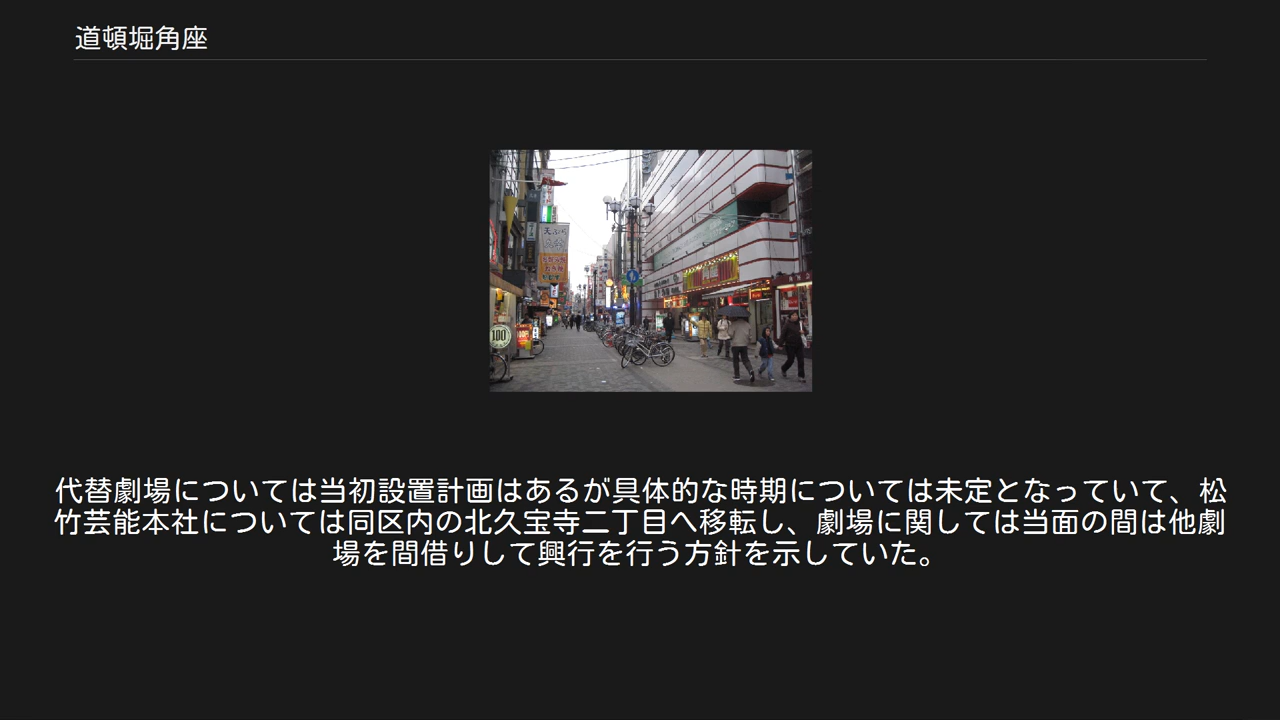 道頓堀角座
天ぷら
100
代替劇場については当初設置計画はあるが具体的な時期については未定となっていて、松
竹芸能本社については同区内の北久宝寺二丁目へ移転し、劇場に関しては当面の間は他劇
場を間借りして興行を行う方針を示していた。